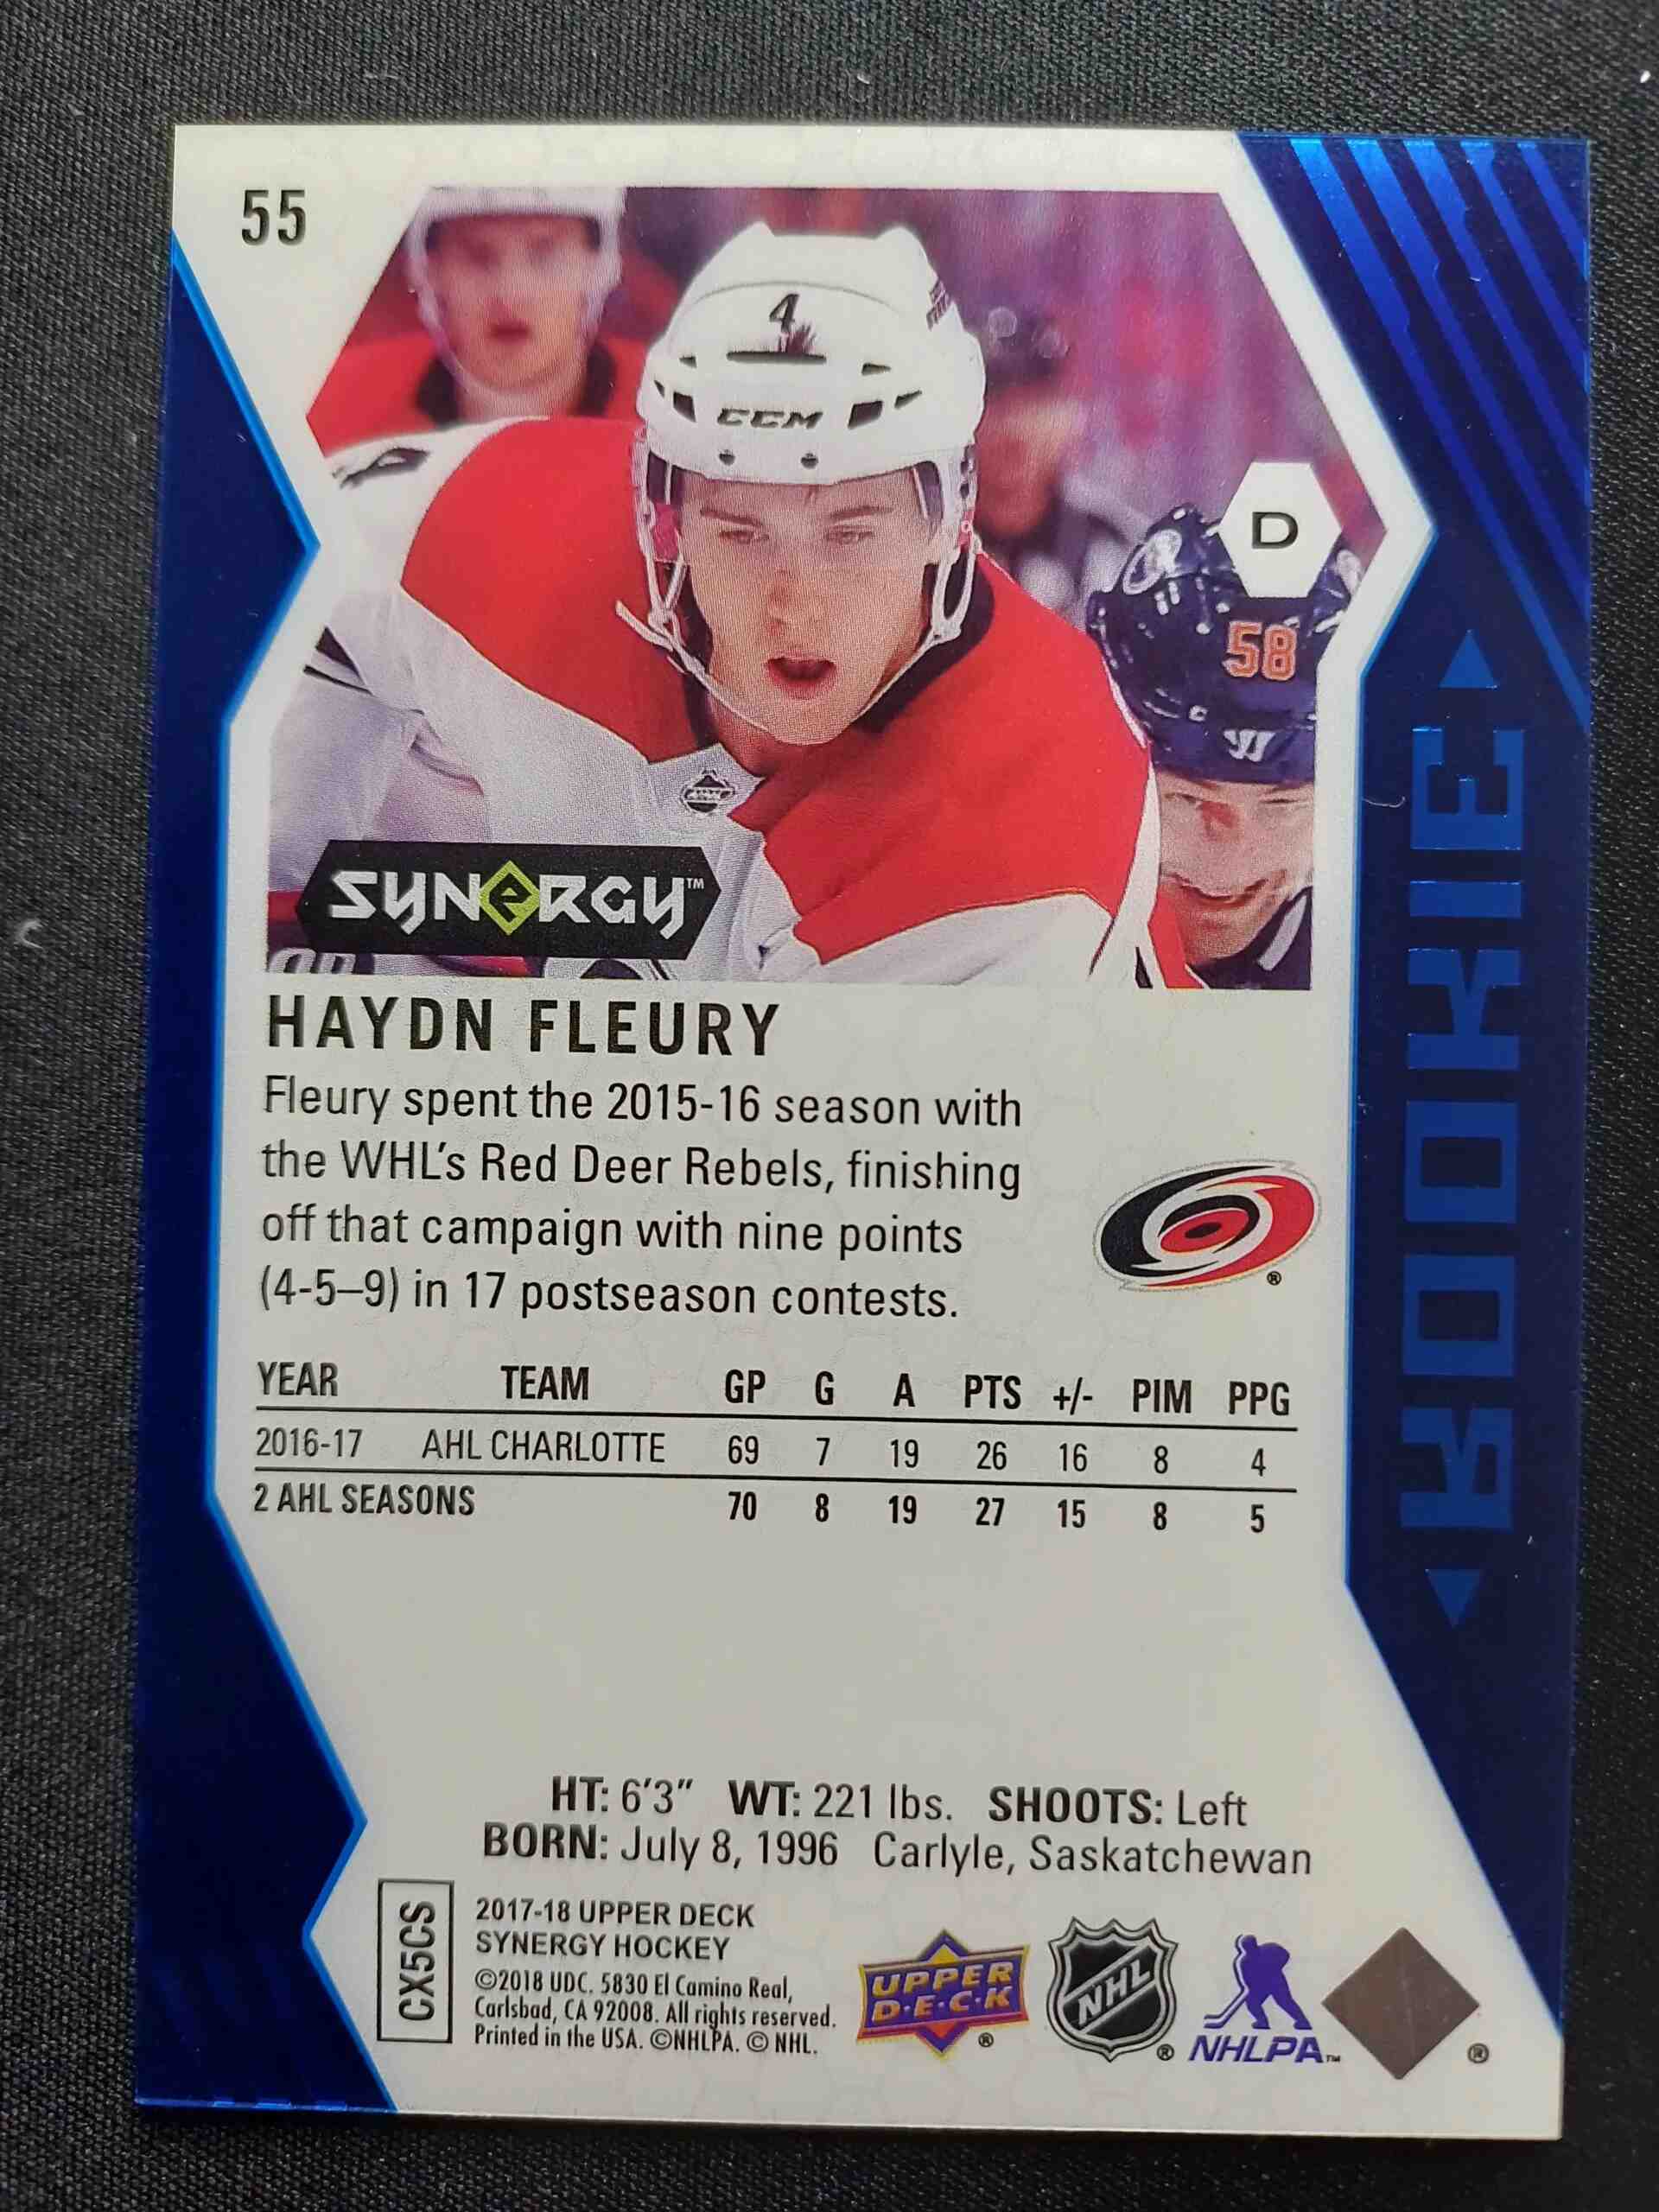 55
4
CCM
D
58
SYNERGY™
HAYDN FLEURY
Fleury spent the 2015-16 season with
the WHL's Red Deer Rebels, finishing
off that campaign with nine points
(4-5–9) in 17 postseason contests.
®
YEAR TEAM GP G A PTS +/- PIM PPG
2016-17 AHL CHARLOTTE 69 7 19 26 16 8 4
2 AHL SEASONS 70 8 19 27 15 8 5
ROOKIE
HT: 6'3" WT: 221 lbs. SHOOTS: Left
BORN: July 8, 1996 Carlyle, Saskatchewan
CX5CS
2017-18 UPPER DECK
SYNERGY HOCKEY
©2018 UDC. 5830 El Camino Real,
Carlsbad, CA 92008. All rights reserved.
Printed in the USA. ©NHLPA. © NHL.
UPPER
D·E·C·K
®
NHL
®
NHLPA™
®